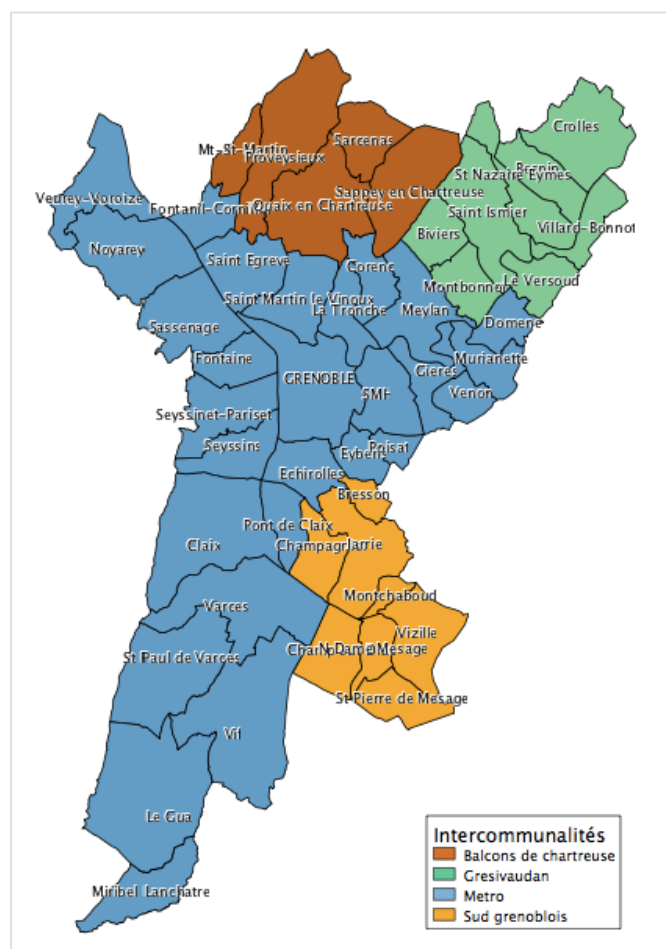 Crolles
Mt-St-Martin
Sarcenas
Proveysieux
Bernin
St Nazaire Eymes
Sappey en Chartreuse
Veurey-Voroize
Quaix en Chartreuse
Fontanil-Cornillon
Saint Ismier
Villard-Bonnot
Biviers
Noyarey
Saint Egreve
Corenc
Le Versoud
Montbonnot
Saint Martin le Vinoux
La Tronche
Meylan
Domene
Sassenage
Fontaine
Murianette
Gieres
GRENOBLE
SMH
Venon
Seyssinet-Pariset
Seyssins
Poisat
Eybens
Echirolles
Bresson
Pont de Claix
Claix
Champagnier
Jarrie
Montchaboud
Varces
Vizille
N Dame Mesage
St Paul de Varces
St Pierre de Mesage
Vif
Le Gua
Miribel Lanchatre
Intercommunalités
Balcons de chartreuse
Gresivaudan
Metro
Sud grenoblois